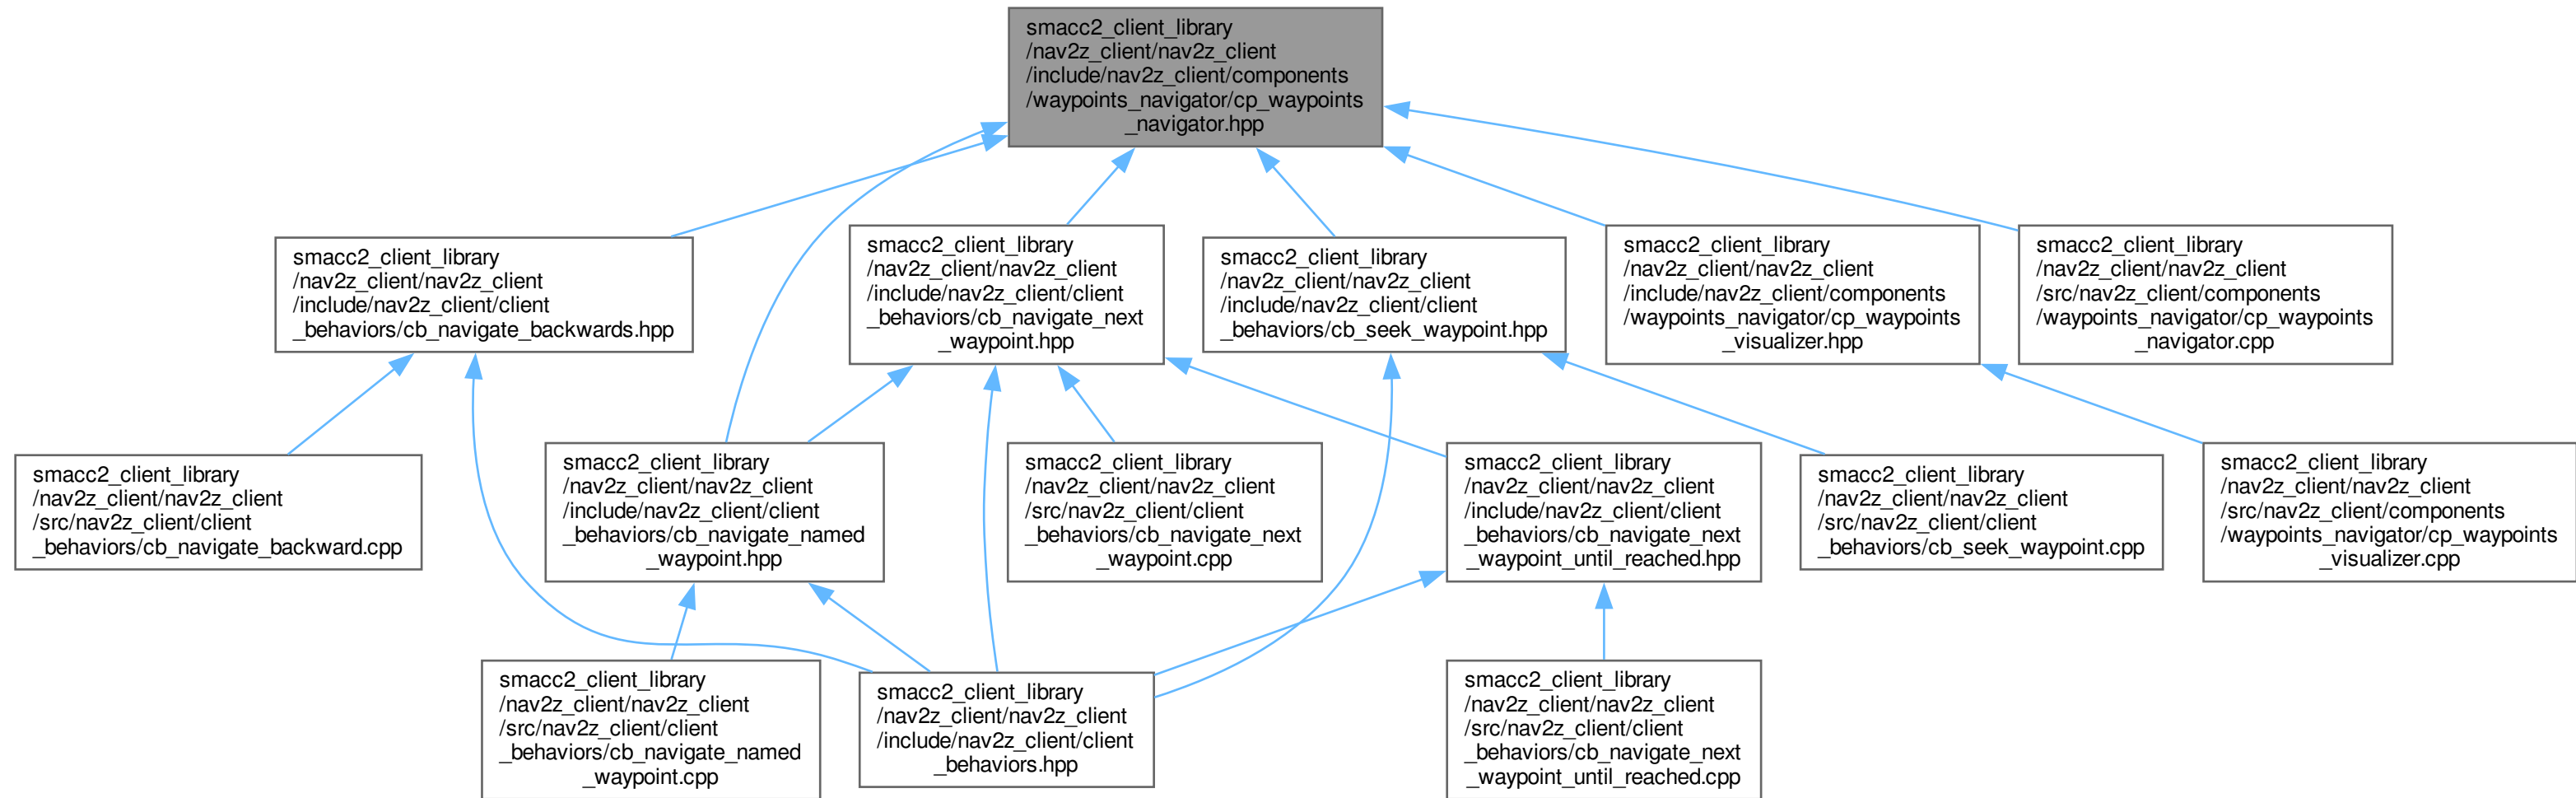 smacc2_client_library
/nav2z_client/nav2z_client
/include/nav2z_client/components
/waypoints_navigator/cp_waypoints
_navigator.hpp
smacc2_client_library
/nav2z_client/nav2z_client
/include/nav2z_client/client
_behaviors/cb_navigate_backwards.hpp
smacc2_client_library
/nav2z_client/nav2z_client
/include/nav2z_client/client
_behaviors/cb_navigate_next
_waypoint.hpp
smacc2_client_library
/nav2z_client/nav2z_client
/include/nav2z_client/client
_behaviors/cb_seek_waypoint.hpp
smacc2_client_library
/nav2z_client/nav2z_client
/include/nav2z_client/components
/waypoints_navigator/cp_waypoints
_visualizer.hpp
smacc2_client_library
/nav2z_client/nav2z_client
/src/nav2z_client/components
/waypoints_navigator/cp_waypoints
_navigator.cpp
smacc2_client_library
/nav2z_client/nav2z_client
/src/nav2z_client/client
_behaviors/cb_navigate_backward.cpp
smacc2_client_library
/nav2z_client/nav2z_client
/include/nav2z_client/client
_behaviors/cb_navigate_named
_waypoint.hpp
smacc2_client_library
/nav2z_client/nav2z_client
/src/nav2z_client/client
_behaviors/cb_navigate_next
_waypoint.cpp
smacc2_client_library
/nav2z_client/nav2z_client
/include/nav2z_client/client
_behaviors/cb_navigate_next
_waypoint_until_reached.hpp
smacc2_client_library
/nav2z_client/nav2z_client
/src/nav2z_client/client
_behaviors/cb_seek_waypoint.cpp
smacc2_client_library
/nav2z_client/nav2z_client
/src/nav2z_client/components
/waypoints_navigator/cp_waypoints
_visualizer.cpp
smacc2_client_library
/nav2z_client/nav2z_client
/src/nav2z_client/client
_behaviors/cb_navigate_named
_waypoint.cpp
smacc2_client_library
/nav2z_client/nav2z_client
/include/nav2z_client/client
_behaviors.hpp
smacc2_client_library
/nav2z_client/nav2z_client
/src/nav2z_client/client
_behaviors/cb_navigate_next
_waypoint_until_reached.cpp